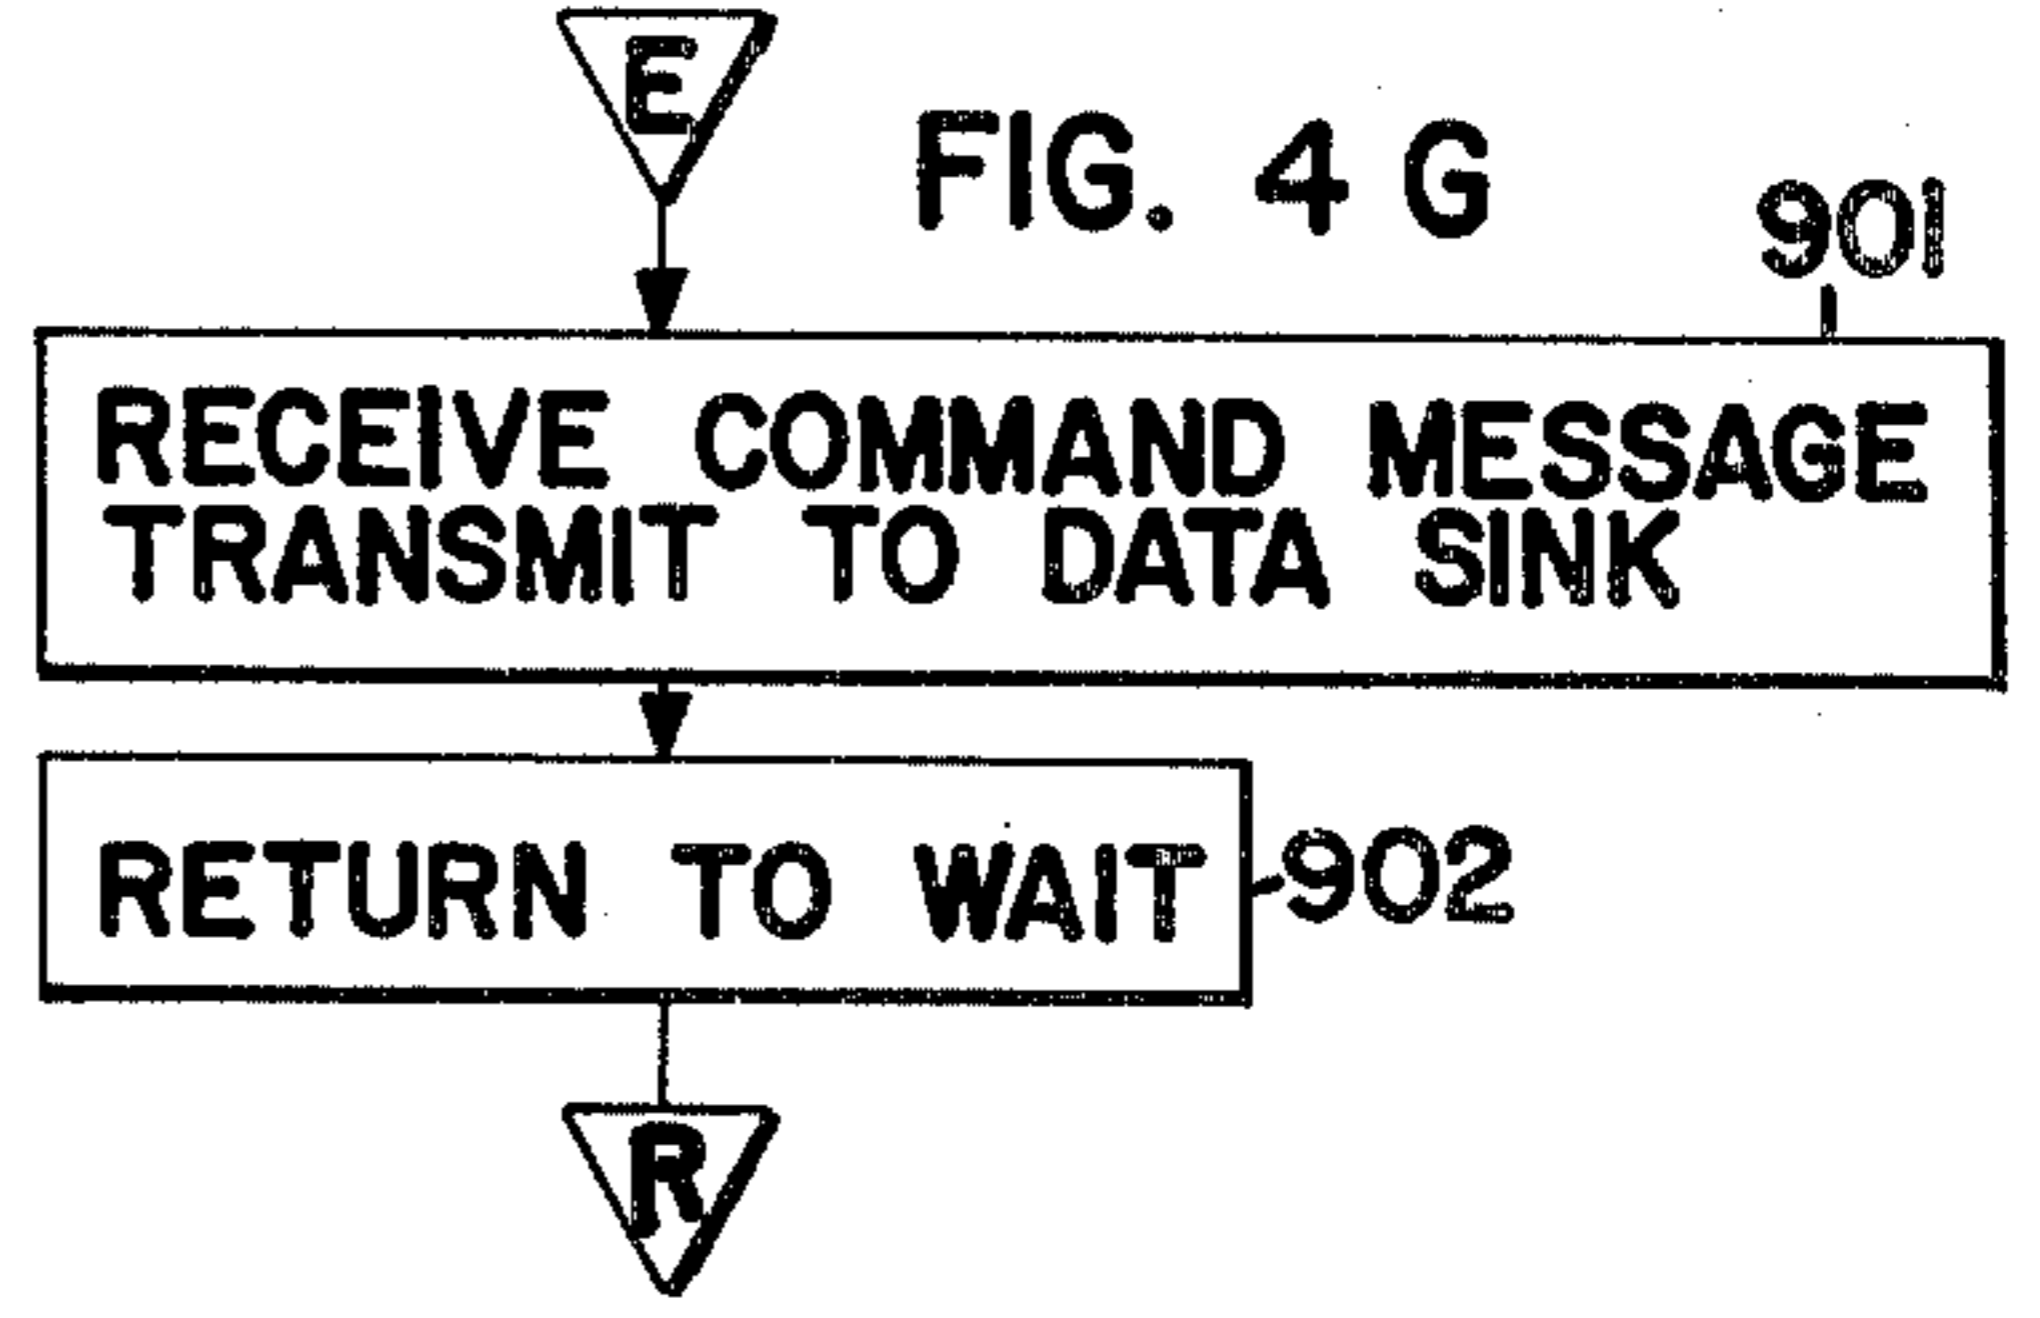 E
FIG. 4 G
901
RECEIVE COMMAND MESSAGE
TRANSMIT TO DATA SINK
RETURN TO WAIT
902
R